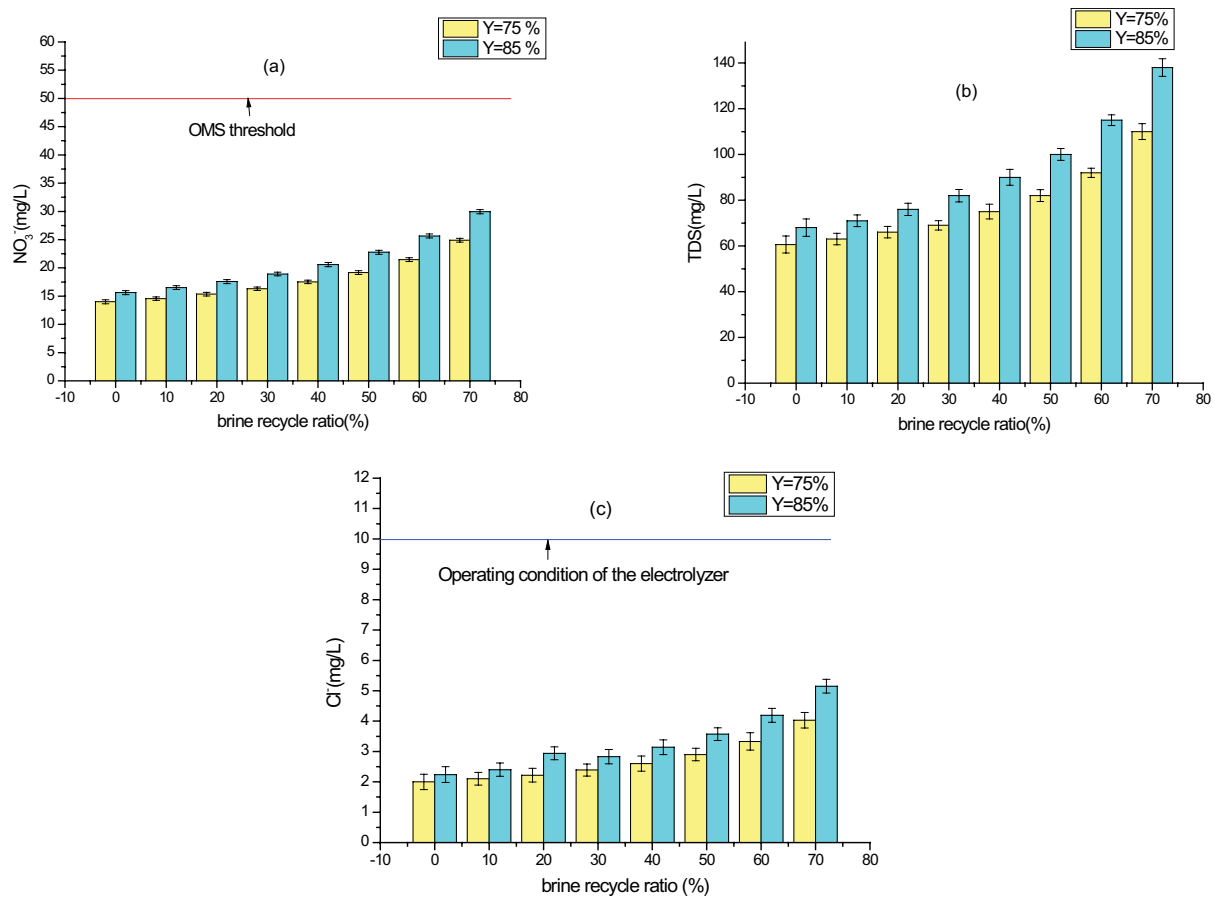 Y=75 %
Y=85 %
(a)
60
55
50
45
40
35
30
25
20
15
10
5
0
OMS threshold
NO₃⁻(mg/L)
-10 0 10 20 30 40 50 60 70 80
brine recycle ratio(%)
Y=75%
Y=85%
(b)
140
120
100
80
60
40
20
0
TDS(mg/L)
-10 0 10 20 30 40 50 60 70 80
brine recycle ratio(%)
Y=75%
Y=85%
(c)
12
11
10
9
8
7
6
5
4
3
2
1
0
Operating condition of the electrolyzer
Cl⁻(mg/L)
-10 0 10 20 30 40 50 60 70 80
brine recycle ratio (%)